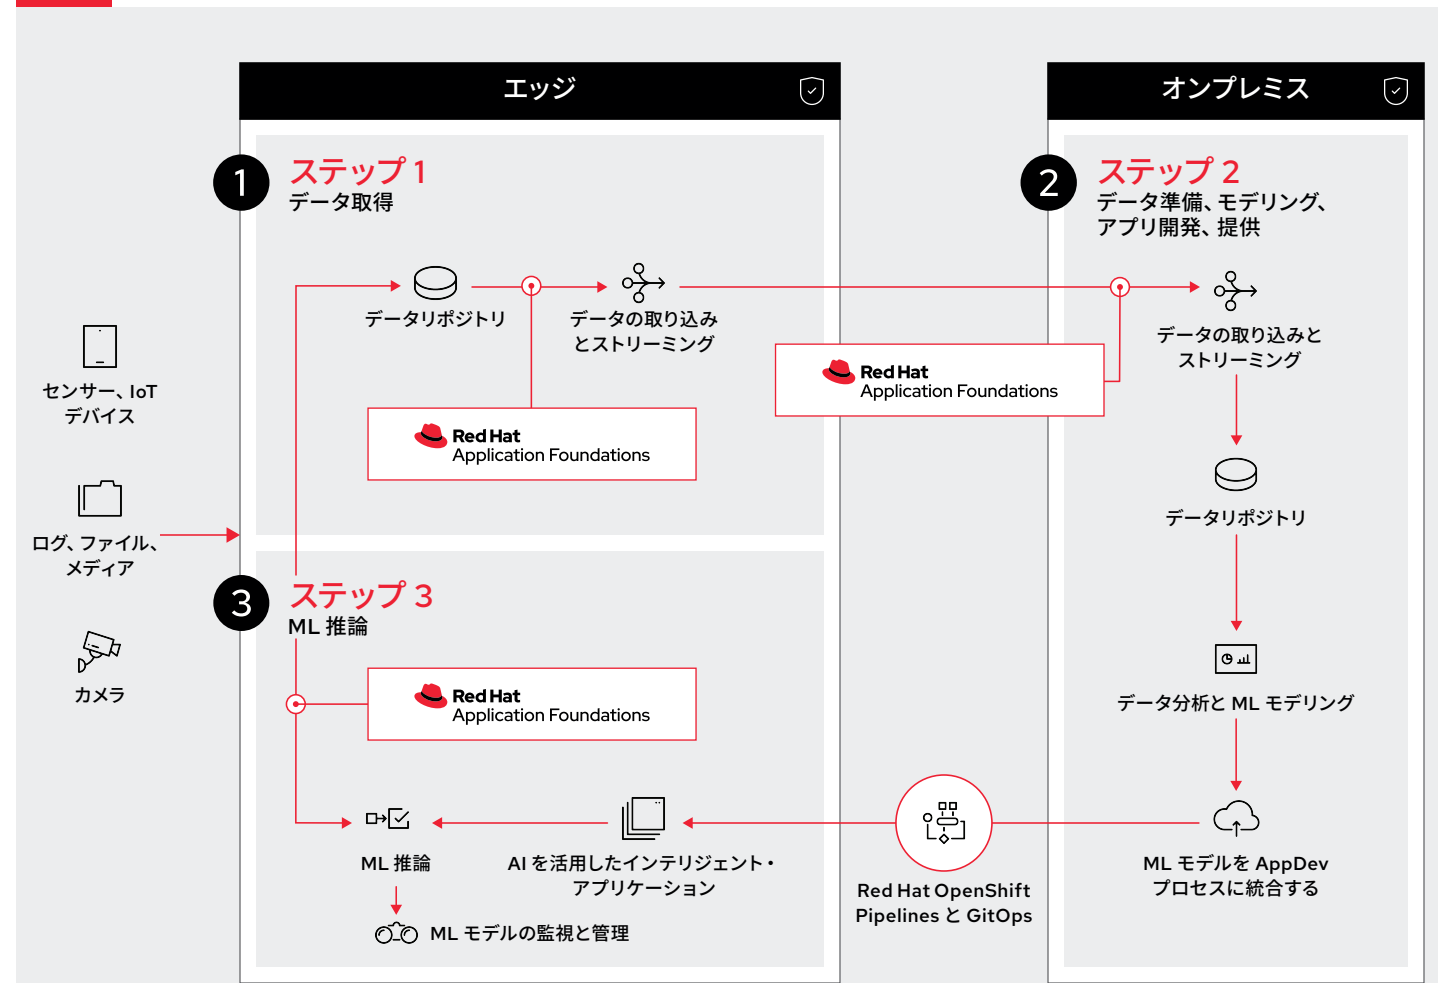 エッジ
オンプレミス
1
ステップ 1
データ取得
2
ステップ 2
データ準備、モデリング、
アプリ開発、提供
データリポジトリ
データの取り込み
とストリーミング
Red Hat
Application Foundations
Red Hat
Application Foundations
データの取り込みと
ストリーミング
データリポジトリ
データ分析と ML モデリング
ML モデルを AppDev
プロセスに統合する
センサー、IoT
デバイス
ログ、ファイル、
メディア
カメラ
3
ステップ 3
ML 推論
Red Hat
Application Foundations
ML 推論
AI を活用したインテリジェント・
アプリケーション
Red Hat OpenShift
Pipelines と GitOps
ML モデルの監視と管理